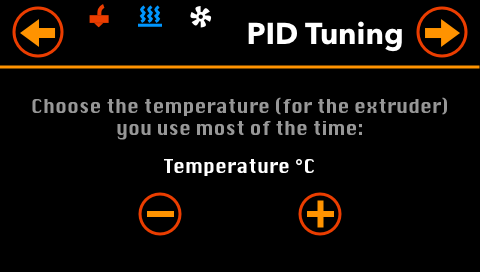 PID Tuning
Choose the temperature (for the extruder)
you use most of the time:
Temperature °C